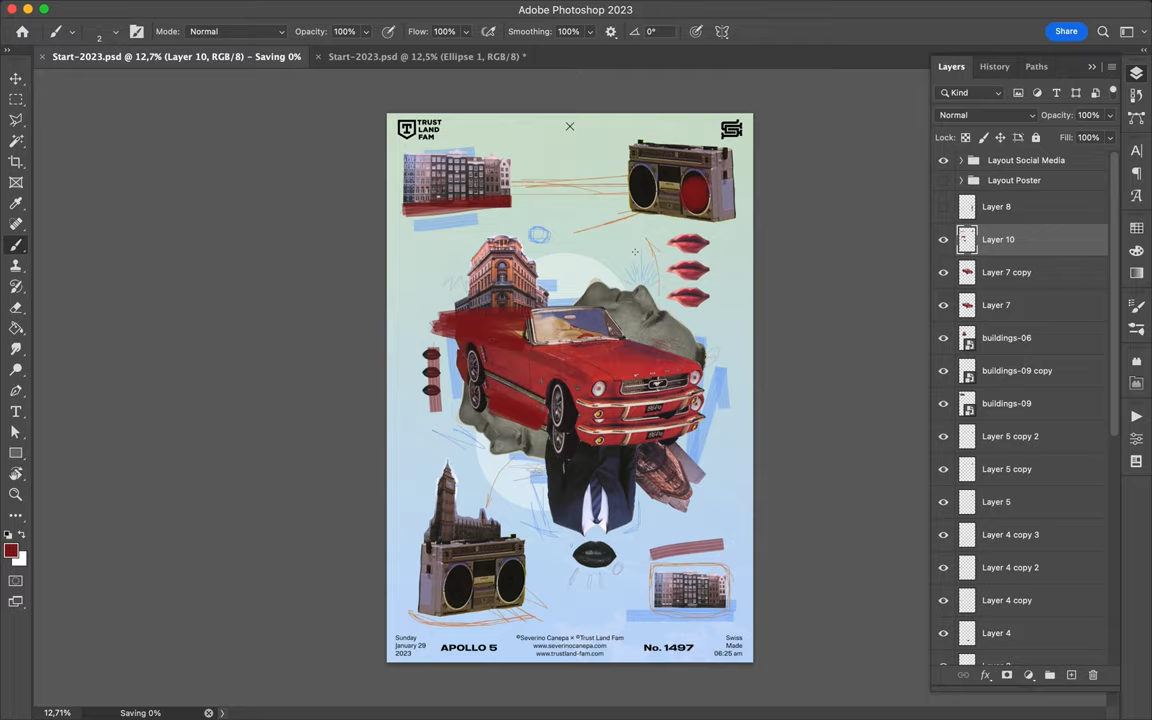 Adobe Photoshop 2023
2
Mode: Normal
Opacity: 100%
Flow: 100%
Smoothing: 100%
0°
Share
Start-2023.psd @ 12,7% (Layer 10, RGB/8) – Saving 0%
Start-2023.psd @ 12,5% (Ellipse 1, RGB/8) *
Layers
History
Paths
Kind
Normal
Opacity: 100%
Lock:
Fill: 100%
Layout Social Media
Layout Poster
Layer 8
Layer 10
Layer 7 copy
Layer 7
buildings-06
buildings-09 copy
buildings-09
Layer 5 copy 2
Layer 5 copy
Layer 5
Layer 4 copy 3
Layer 4 copy 2
Layer 4 copy
Layer 4
TRUST
LAND
FAM
Sunday
January 29
2023
APOLLO 5
©Severino Canepa × ©Trust Land Fam
www.severinocanepa.com
www.trustland-fam.com
No. 1497
Swiss
Made
06:25 am
12,71%
Saving 0%